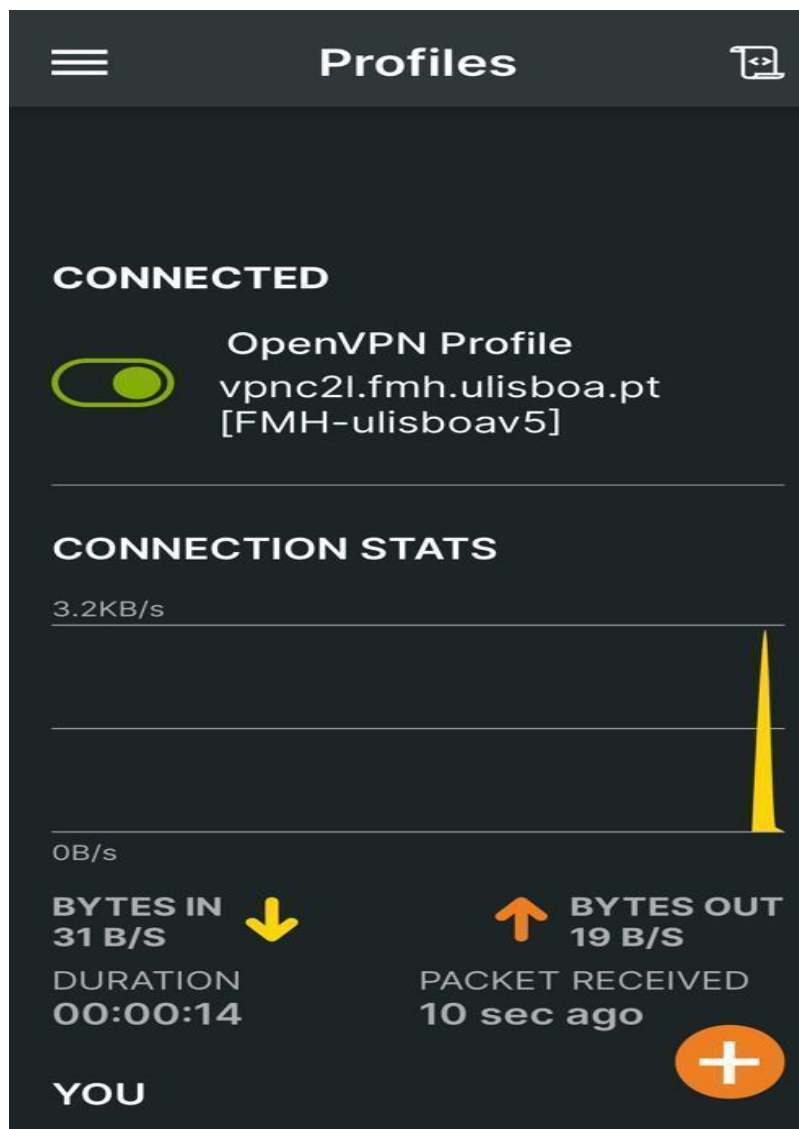 Profiles
CONNECTED
OpenVPN Profile
vpnc2l.fmh.ulisboa.pt
[FMH-ulisboav5]
CONNECTION STATS
3.2KB/s
0B/s
BYTES IN
31 B/S
BYTES OUT
19 B/S
DURATION
00:00:14
PACKET RECEIVED
10 sec ago
YOU